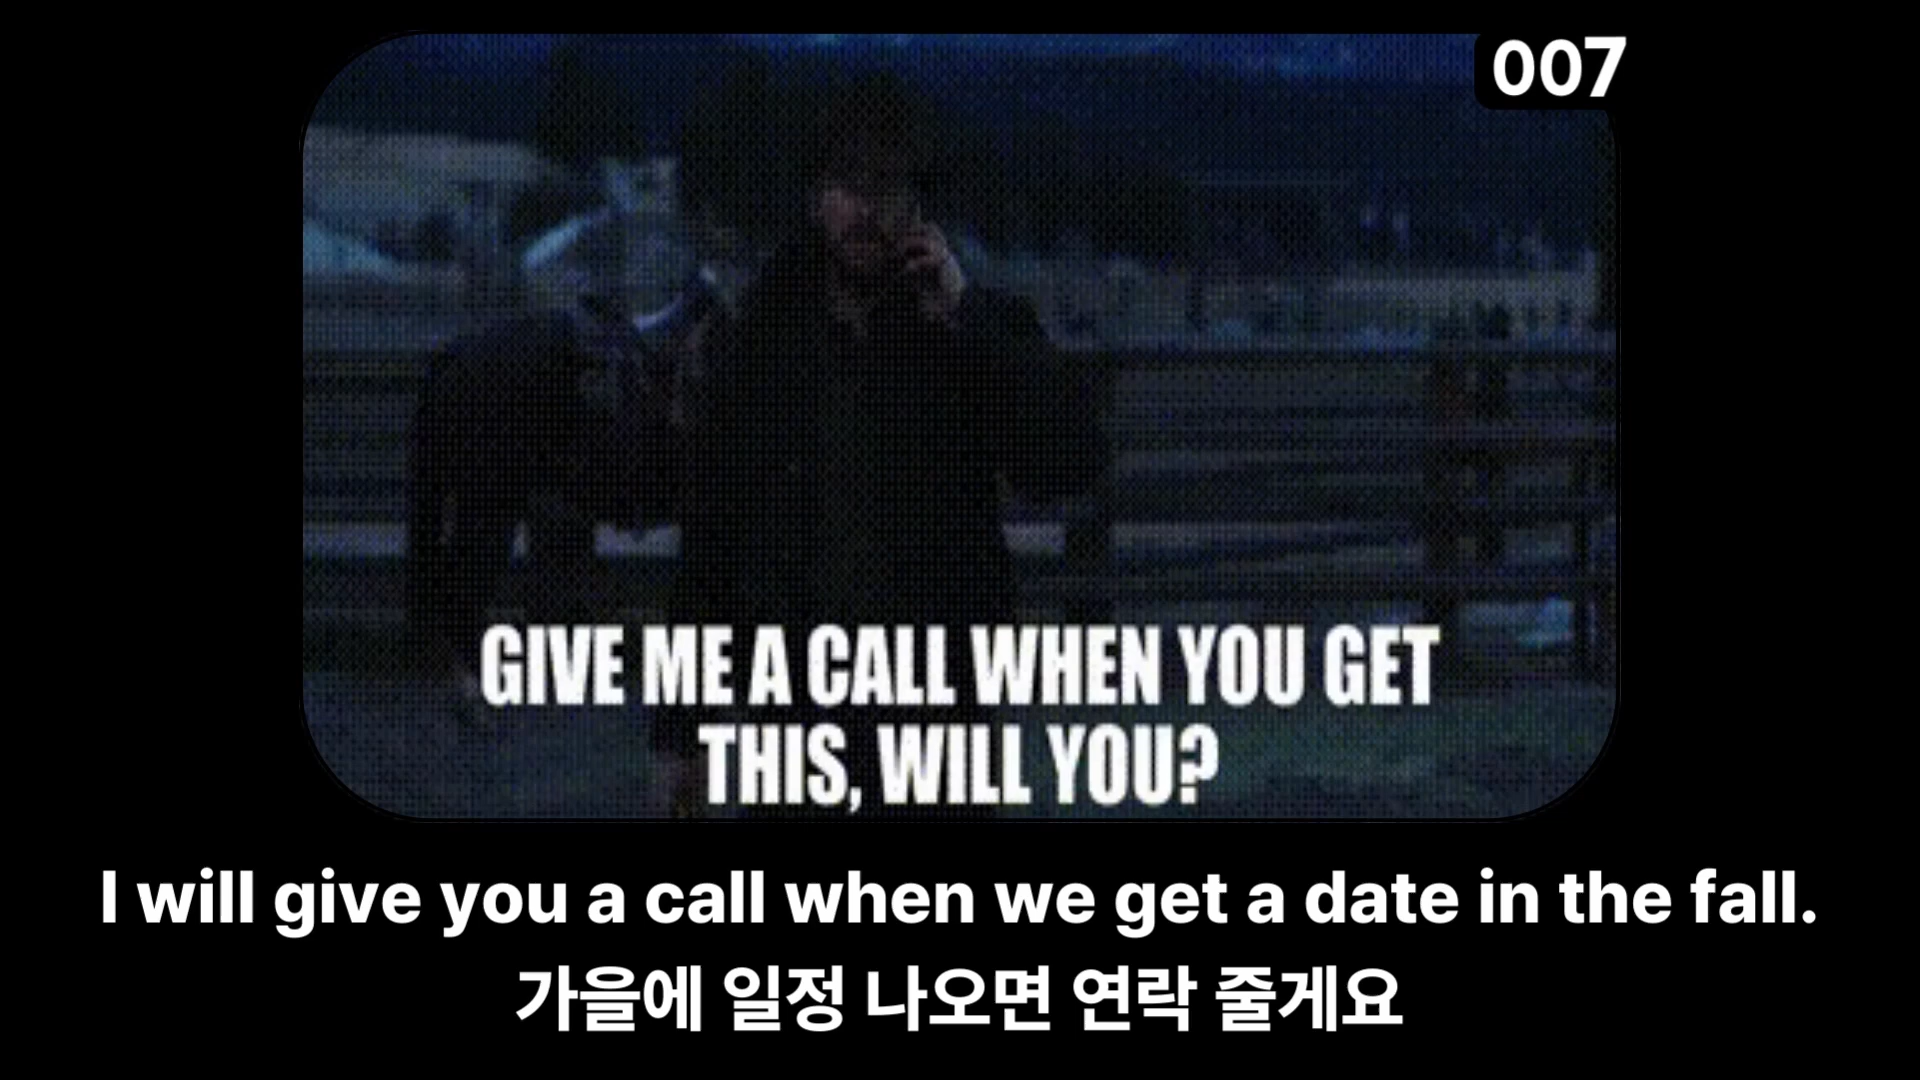 007
GIVE ME A CALL WHEN YOU GET
THIS, WILL YOU?
I will give you a call when we get a date in the fall.
가을에 일정 나오면 연락 줄게요